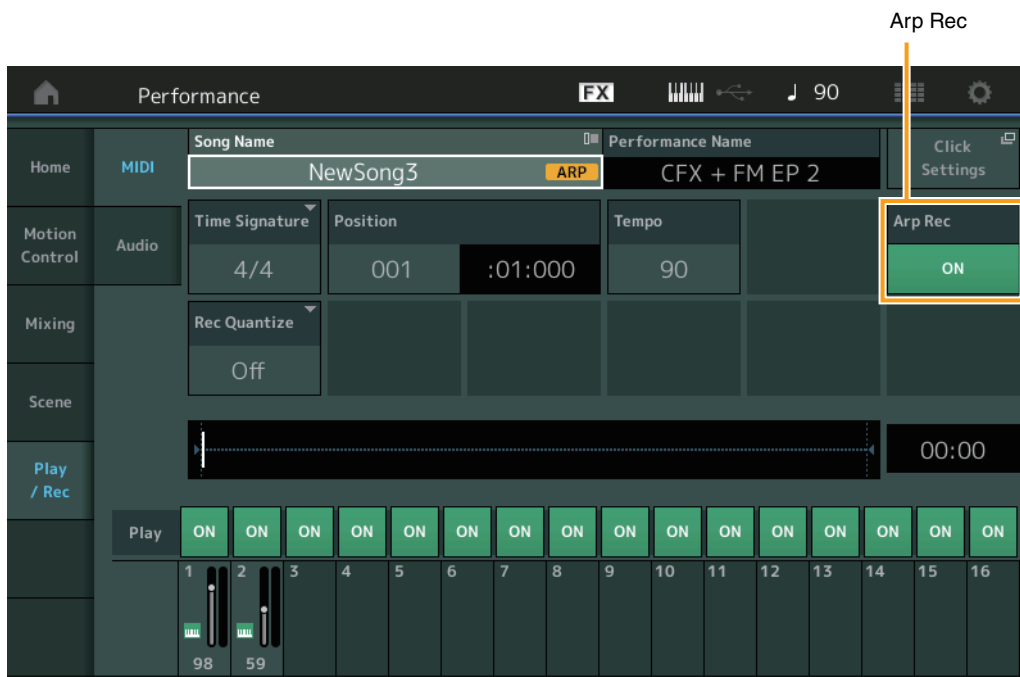 Arp Rec
Performance
FX
90
Home
MIDI
Song Name
NewSong3
ARP
Performance Name
CFX + FM EP 2
Click
Settings
Motion
Control
Audio
Time Signature
4/4
Position
001
:01:000
Tempo
90
Arp Rec
ON
Mixing
Rec Quantize
Off
Scene
Play
/ Rec
00:00
Play
ON ON ON ON ON ON ON ON ON ON ON ON ON ON ON ON
1 2 3 4 5 6 7 8 9 10 11 12 13 14 15 16
98 59